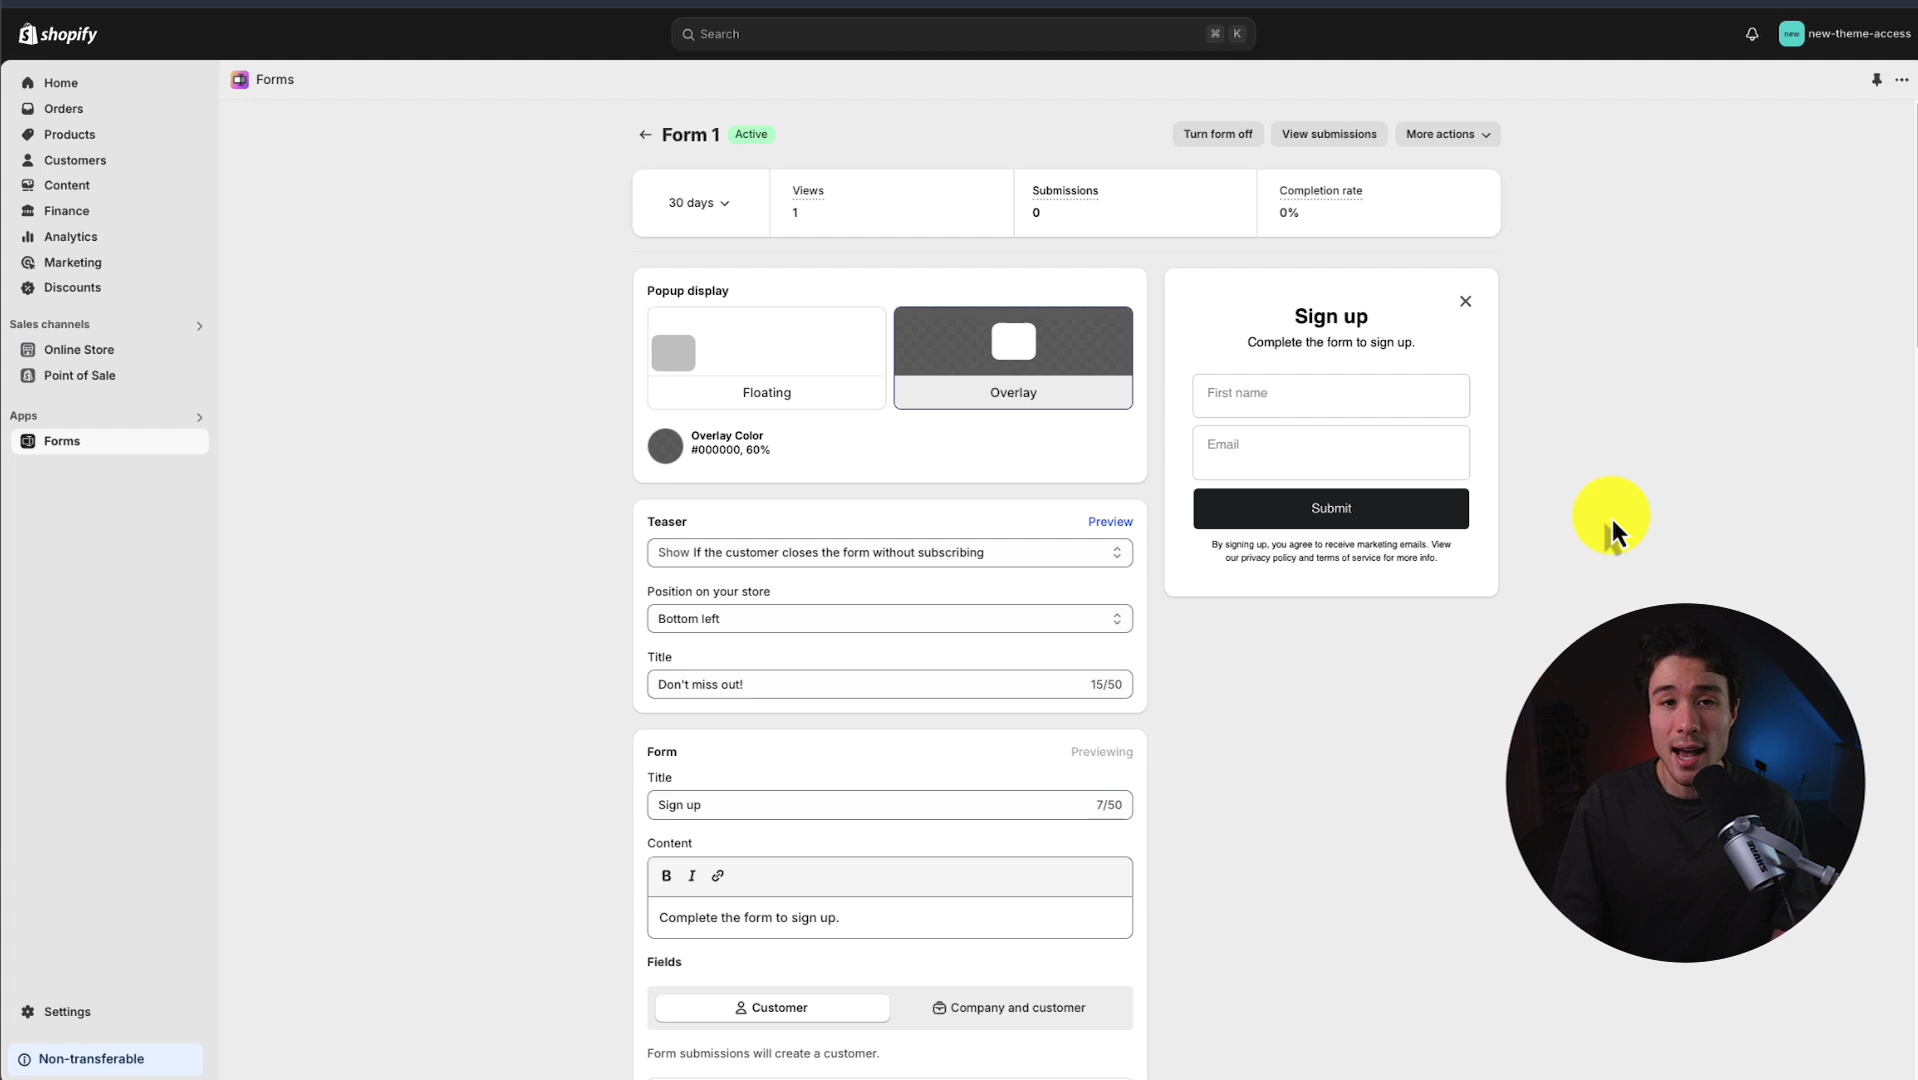 shopify
Search
⌘ K
new
new-theme-access
Home
Orders
Products
Customers
Content
Finance
Analytics
Marketing
Discounts
Sales channels
Online Store
Point of Sale
Apps
Forms
Settings
Non-transferable
Forms
Form 1
Active
Turn form off
View submissions
More actions
30 days
Views
1
Submissions
0
Completion rate
0%
Popup display
Floating
Overlay
Overlay Color
#000000, 60%
Teaser
Preview
Show If the customer closes the form without subscribing
Position on your store
Bottom left
Title
Don't miss out!
15/50
Form
Previewing
Title
Sign up
7/50
Content
B I
Complete the form to sign up.
Fields
Customer
Company and customer
Form submissions will create a customer.
Sign up
Complete the form to sign up.
First name
Email
Submit
By signing up, you agree to receive marketing emails. View
our privacy policy and terms of service for more info.
SHURE